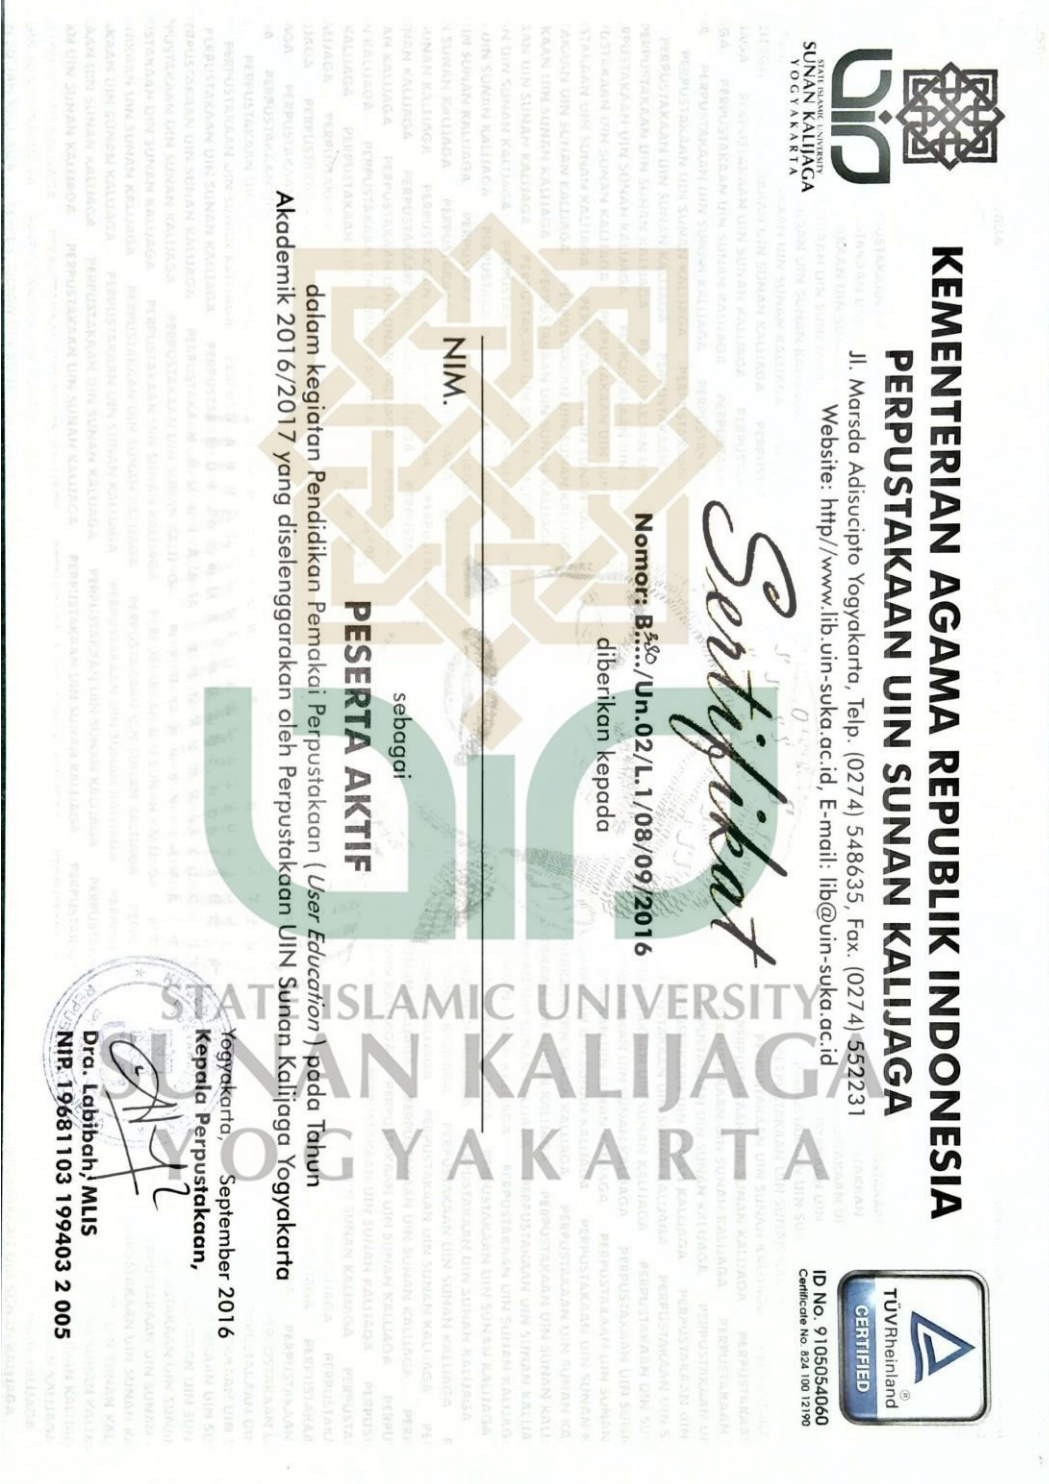 STATE ISLAMIC UNIVERSITY
SUNAN KALIJAGA
YOGYAKARTA
KEMENTERIAN AGAMA REPUBLIK INDONESIA
PERPUSTAKAAN UIN SUNAN KALIJAGA
Jl. Marsda Adisucipto Yogyakarta, Telp. (0274) 548635, Fax. (0274) 552231
Website: http//www.lib.uin-suka.ac.id, E-mail: lib@uin-suka.ac.id
TÜVRheinland®
CERTIFIED
ID No. 9105054060
Certificate No. 824 100 12190
Sertifikat
Nomor: B380/Un.02/L.1/08/09/2016
diberikan kepada
NIM.
sebagai
PESERTA AKTIF
dalam kegiatan Pendidikan Pemakai Perpustakaan ( User Education ) pada Tahun
Akademik 2016/2017 yang diselenggarakan oleh Perpustakaan UIN Sunan Kalijaga Yogyakarta
Yogyakarta, September 2016
Kepala Perpustakaan,
Dra. Labibah, MLIS
NIP. 19681103 199403 2 005
STATE ISLAMIC UNIVERSITY
SUNAN KALIJAGA
YOGYAKARTA